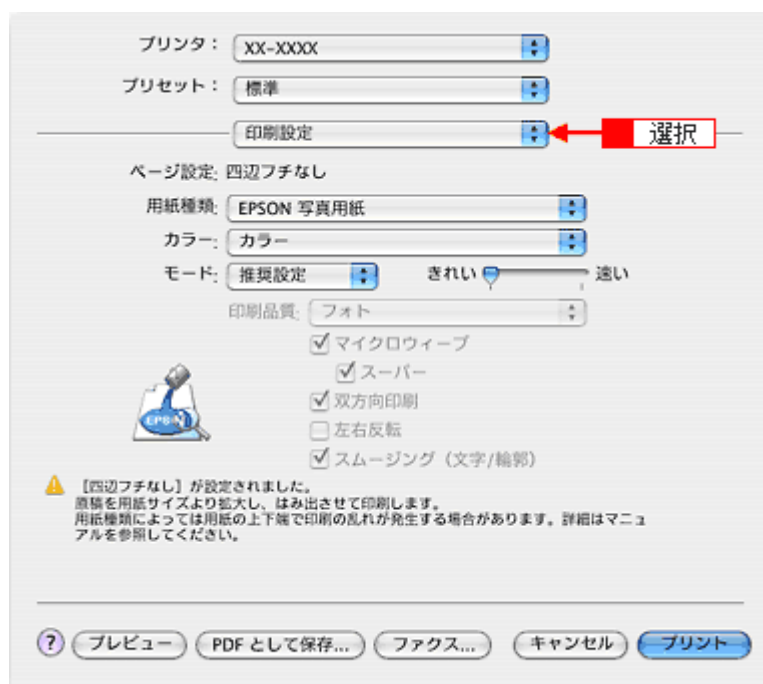 プリンタ： XX-XXXX
プリセット： 標準
印刷設定 選択
ページ設定: 四辺フチなし
用紙種類: EPSON 写真用紙
カラー: カラー
モード: 推奨設定 きれい 速い
印刷品質: フォト
マイクロウィーブ
スーパー
双方向印刷
左右反転
スムージング（文字/輪郭）
EPSON
［四辺フチなし］が設定されました。
原稿を用紙サイズより拡大し、はみ出させて印刷します。
用紙種類によっては用紙の上下端で印刷の乱れが発生する場合があります。詳細はマニュ
アルを参照してください。
? プレビュー PDF として保存... ファクス... キャンセル プリント